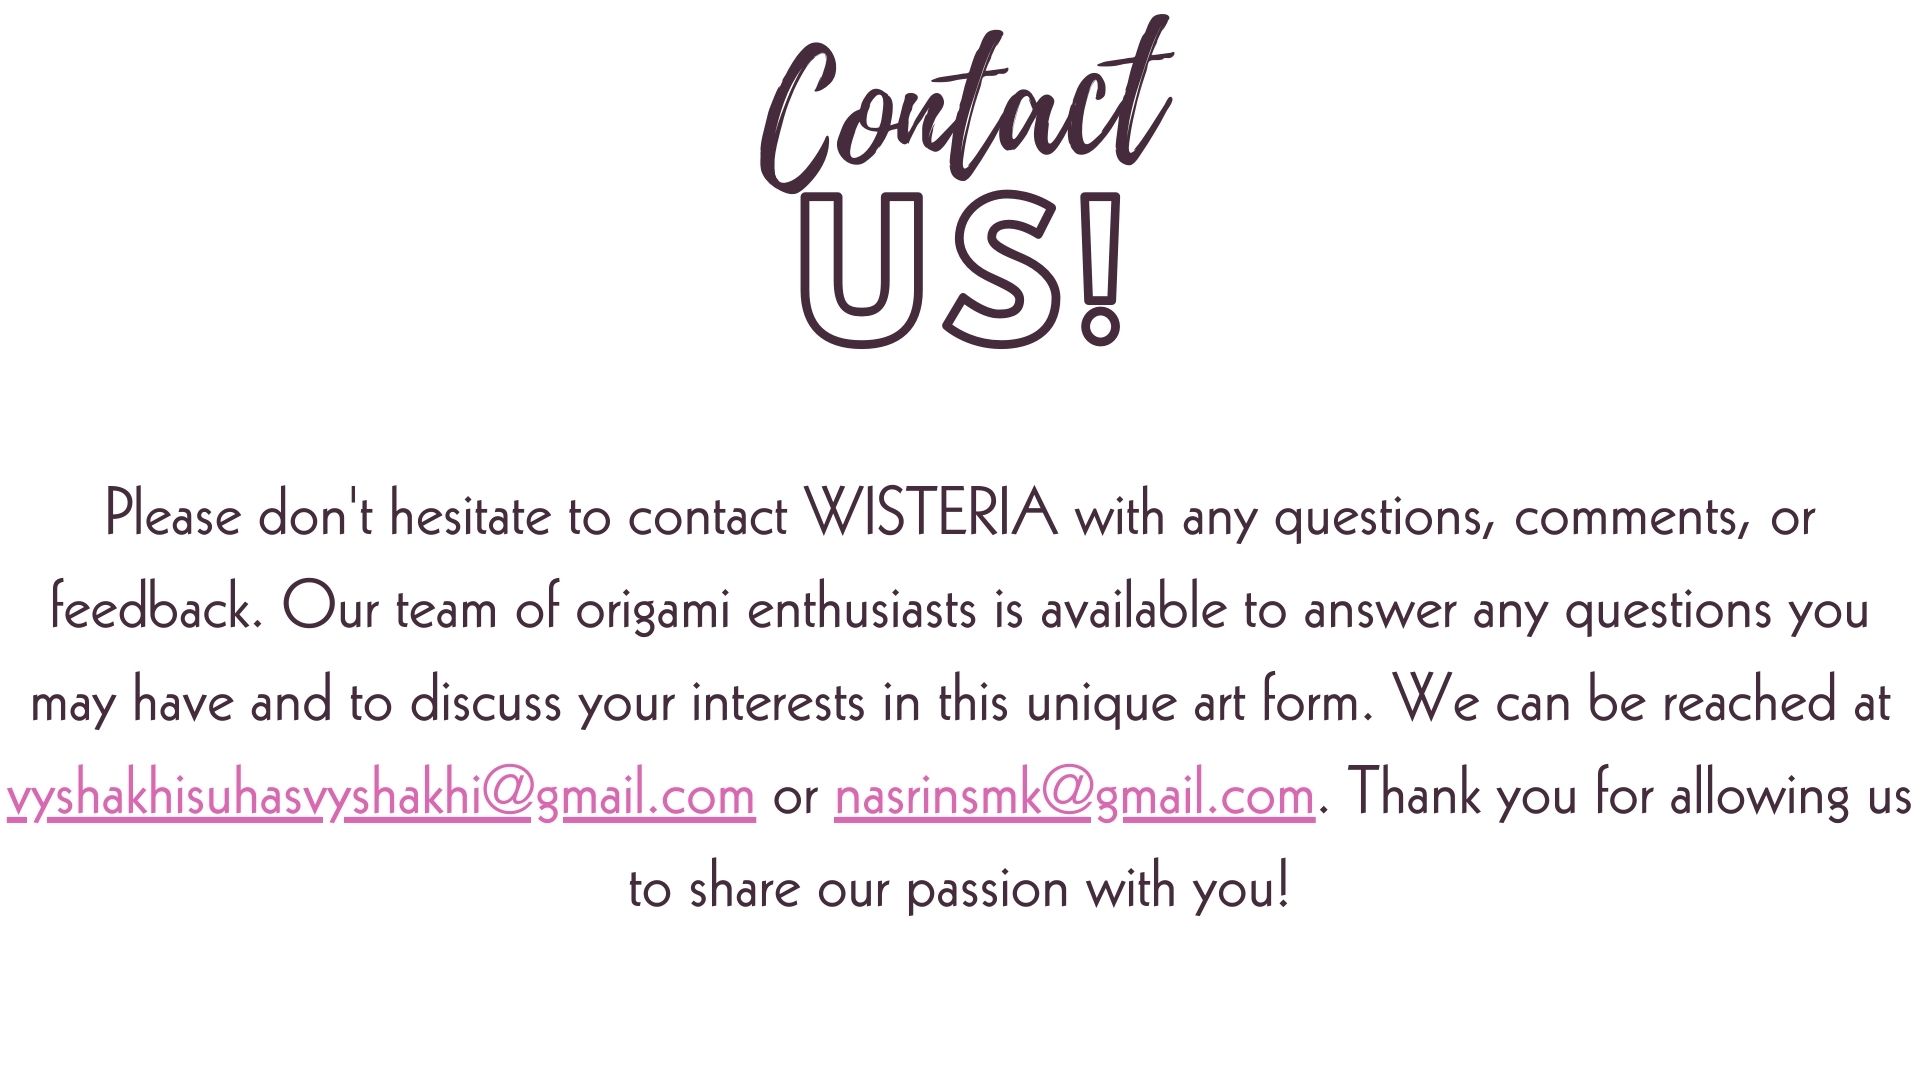 Contact
US!
Please don't hesitate to contact WISTERIA with any questions, comments, or
feedback. Our team of origami enthusiasts is available to answer any questions you
may have and to discuss your interests in this unique art form. We can be reached at
vyshakhisuhasvyshakhi@gmail.com or nasrinsmk@gmail.com. Thank you for allowing us
to share our passion with you!